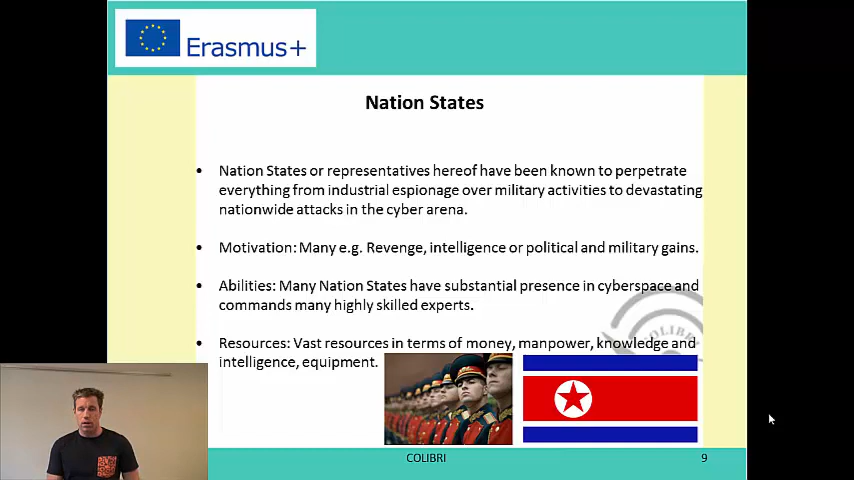 Erasmus+
Nation States
• Nation States or representatives hereof have been known to perpetrate
everything from industrial espionage over military activities to devastating
nationwide attacks in the cyber arena.
• Motivation: Many e.g. Revenge, intelligence or political and military gains.
• Abilities: Many Nation States have substantial presence in cyberspace and
commands many highly skilled experts.
• Resources: Vast resources in terms of money, manpower, knowledge and
intelligence, equipment.
COLIBRI
COLIBRI
9